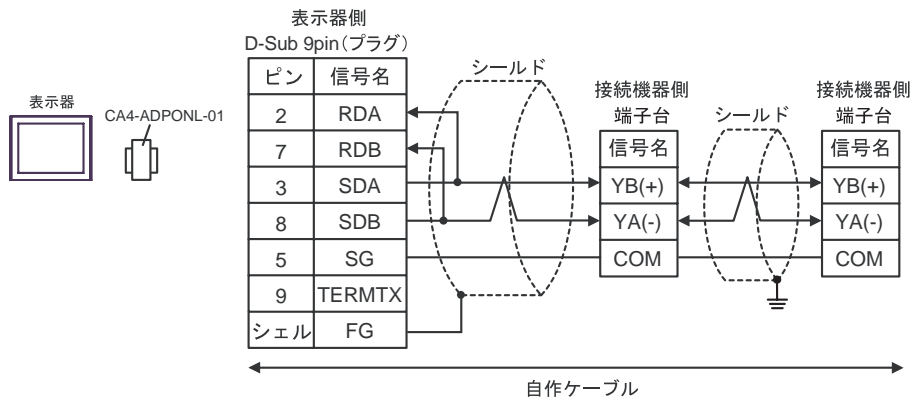 表示器側
D-Sub 9pin(プラグ)
表示器
CA4-ADPONL-01
シールド
接続機器側
端子台
シールド
接続機器側
端子台
ピン 信号名
2 RDA
7 RDB
3 SDA
8 SDB
5 SG
9 TERMTX
シェル FG
信号名
YB(+)
YA(-)
COM
信号名
YB(+)
YA(-)
COM
自作ケーブル